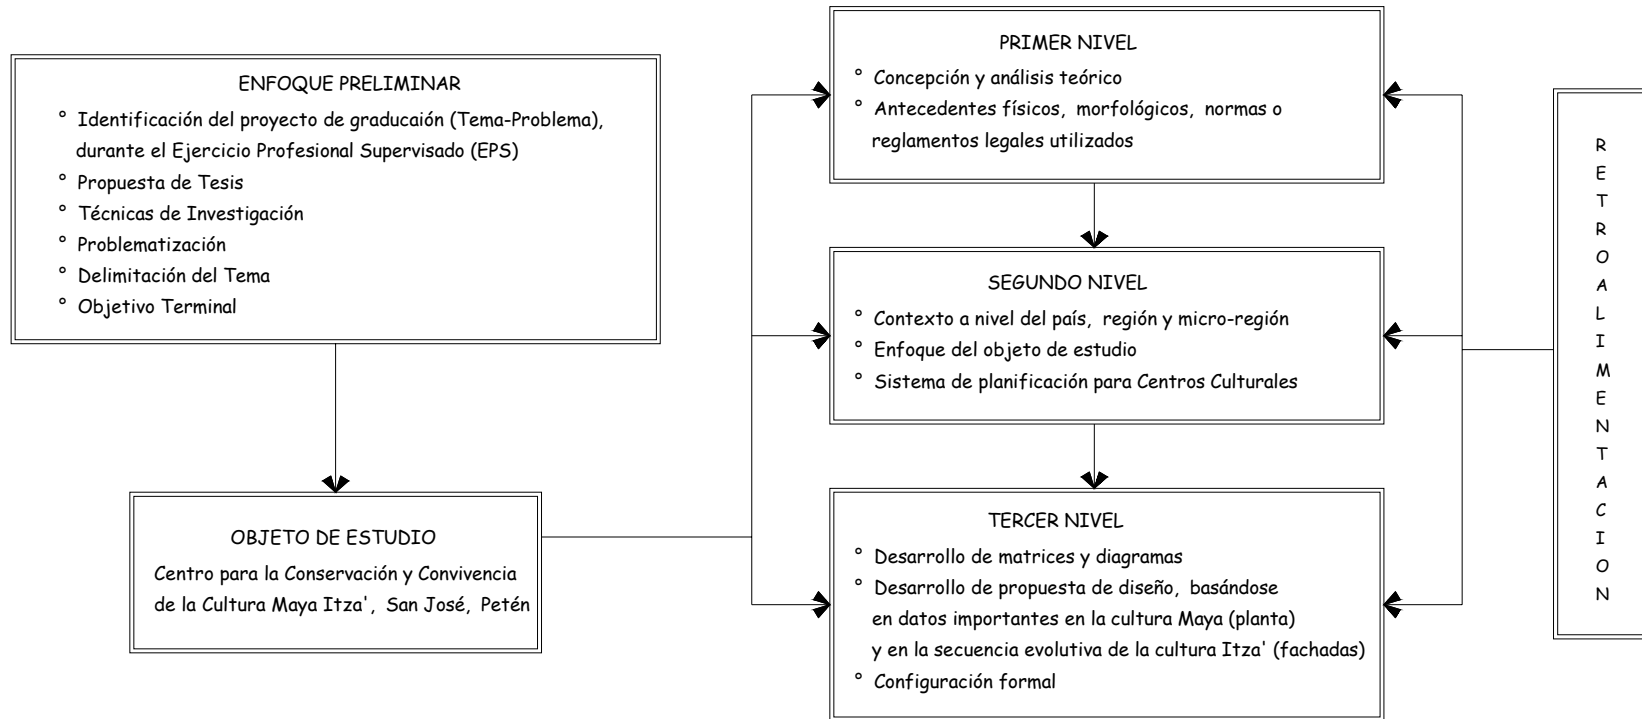 ENFOQUE PRELIMINAR
° Identificación del proyecto de graducaión (Tema-Problema),
durante el Ejercicio Profesional Supervisado (EPS)
° Propuesta de Tesis
° Técnicas de Investigación
° Problematización
° Delimitación del Tema
° Objetivo Terminal
OBJETO DE ESTUDIO
Centro para la Conservación y Convivencia
de la Cultura Maya Itza', San José, Petén
PRIMER NIVEL
° Concepción y análisis teórico
° Antecedentes físicos, morfológicos, normas o
reglamentos legales utilizados
SEGUNDO NIVEL
° Contexto a nivel del país, región y micro-región
° Enfoque del objeto de estudio
° Sistema de planificación para Centros Culturales
TERCER NIVEL
° Desarrollo de matrices y diagramas
° Desarrollo de propuesta de diseño, basándose
en datos importantes en la cultura Maya (planta)
y en la secuencia evolutiva de la cultura Itza' (fachadas)
° Configuración formal
RETROALIMENTACION